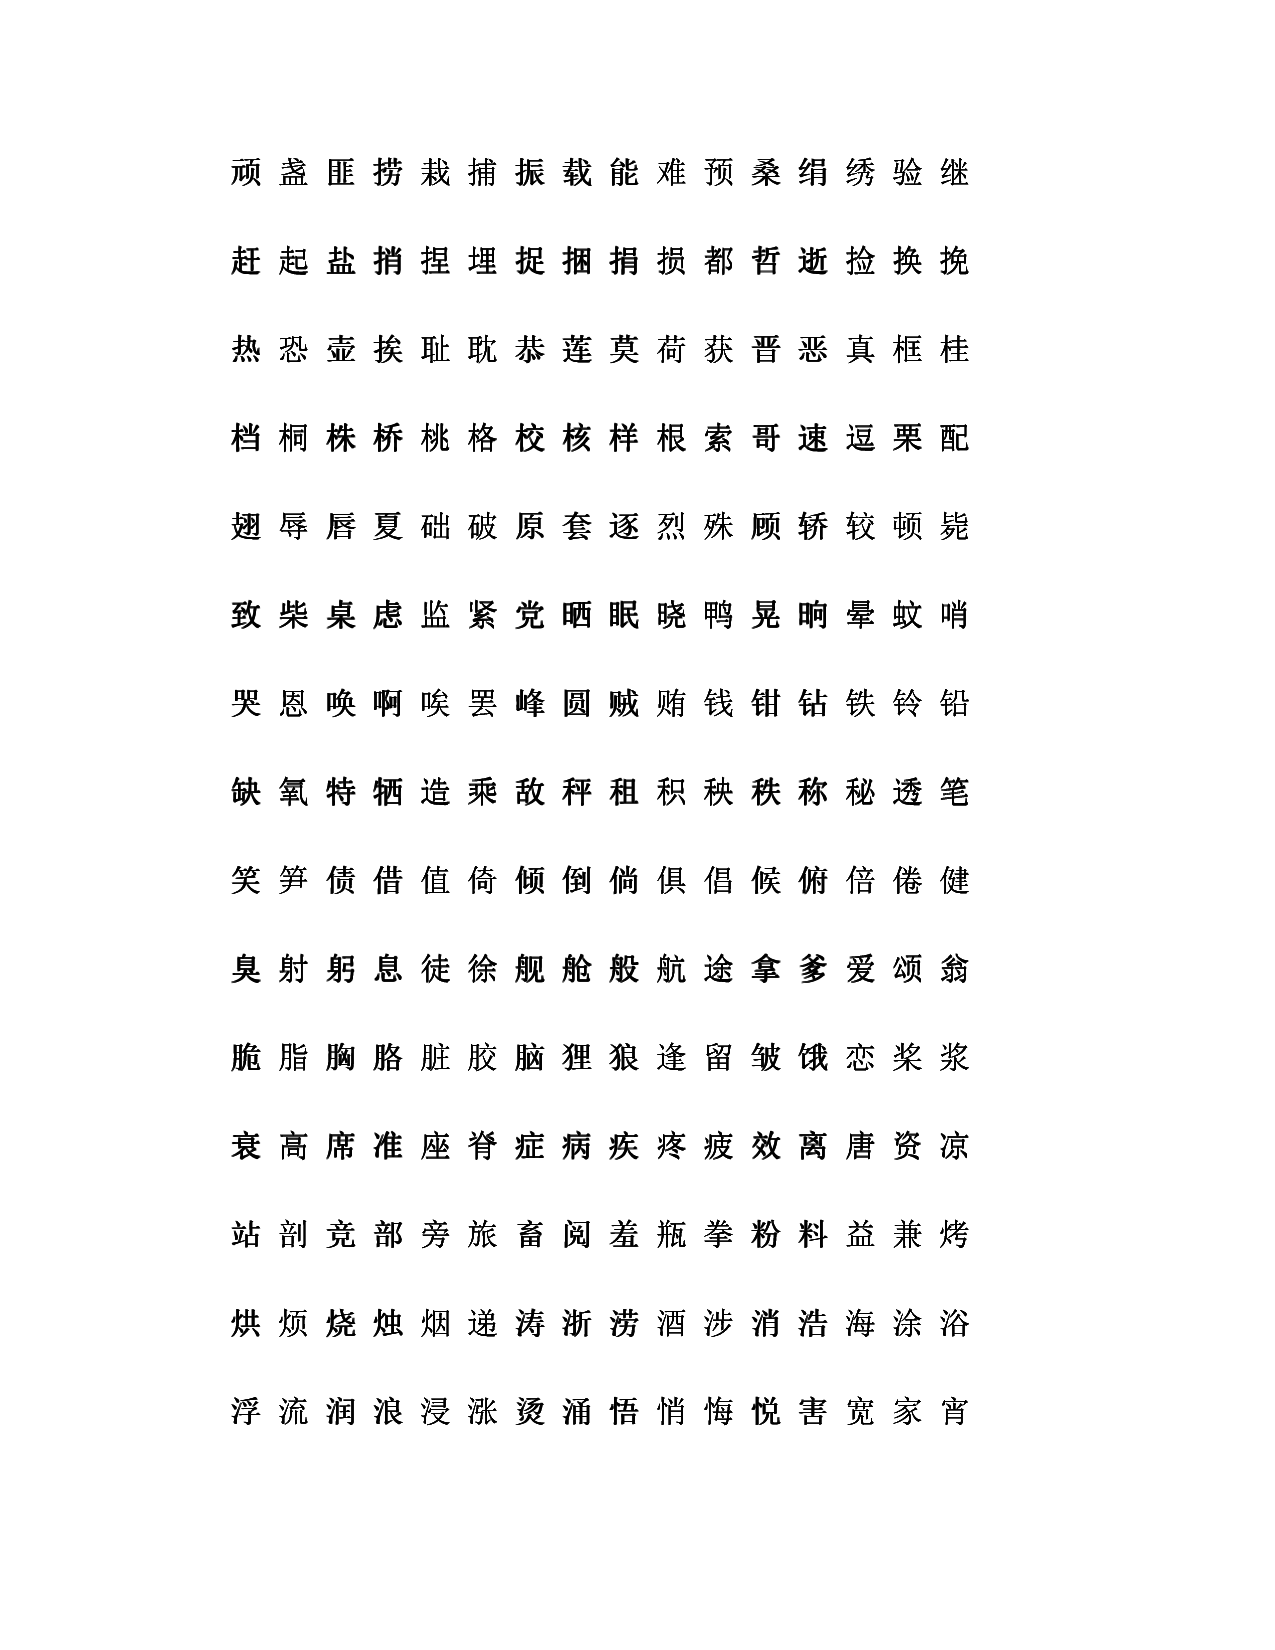 顽 盏 匪 捞 栽 捕 振 载 能 难 预 桑 绢 绣 验 继
赶 起 盐 捎 捏 埋 捉 捆 捐 损 都 哲 逝 捡 换 挽
热 恐 壶 挨 耻 耽 恭 莲 莫 荷 获 晋 恶 真 框 桂
档 桐 株 桥 桃 格 校 核 样 根 索 哥 速 逗 栗 配
翅 辱 唇 夏 础 破 原 套 逐 烈 殊 顾 轿 较 顿 毙
致 柴 桌 虑 监 紧 党 晒 眠 晓 鸭 晃 晌 晕 蚊 哨
哭 恩 唤 啊 唉 罢 峰 圆 贼 贿 钱 钳 钻 铁 铃 铅
缺 氧 特 牺 造 乘 敌 秤 租 积 秧 秩 称 秘 透 笔
笑 笋 债 借 值 倚 倾 倒 倘 俱 倡 候 俯 倍 倦 健
臭 射 躬 息 徒 徐 舰 舱 般 航 途 拿 爹 爱 颂 翁
脆 脂 胸 胳 脏 胶 脑 狸 狼 逢 留 皱 饿 恋 桨 浆
衰 高 席 准 座 脊 症 病 疾 疼 疲 效 离 唐 资 凉
站 剖 竞 部 旁 旅 畜 阅 羞 瓶 拳 粉 料 益 兼 烤
烘 烦 烧 烛 烟 递 涛 浙 涝 酒 涉 消 浩 海 涂 浴
浮 流 润 浪 浸 涨 烫 涌 悟 悄 悔 悦 害 宽 家 宵